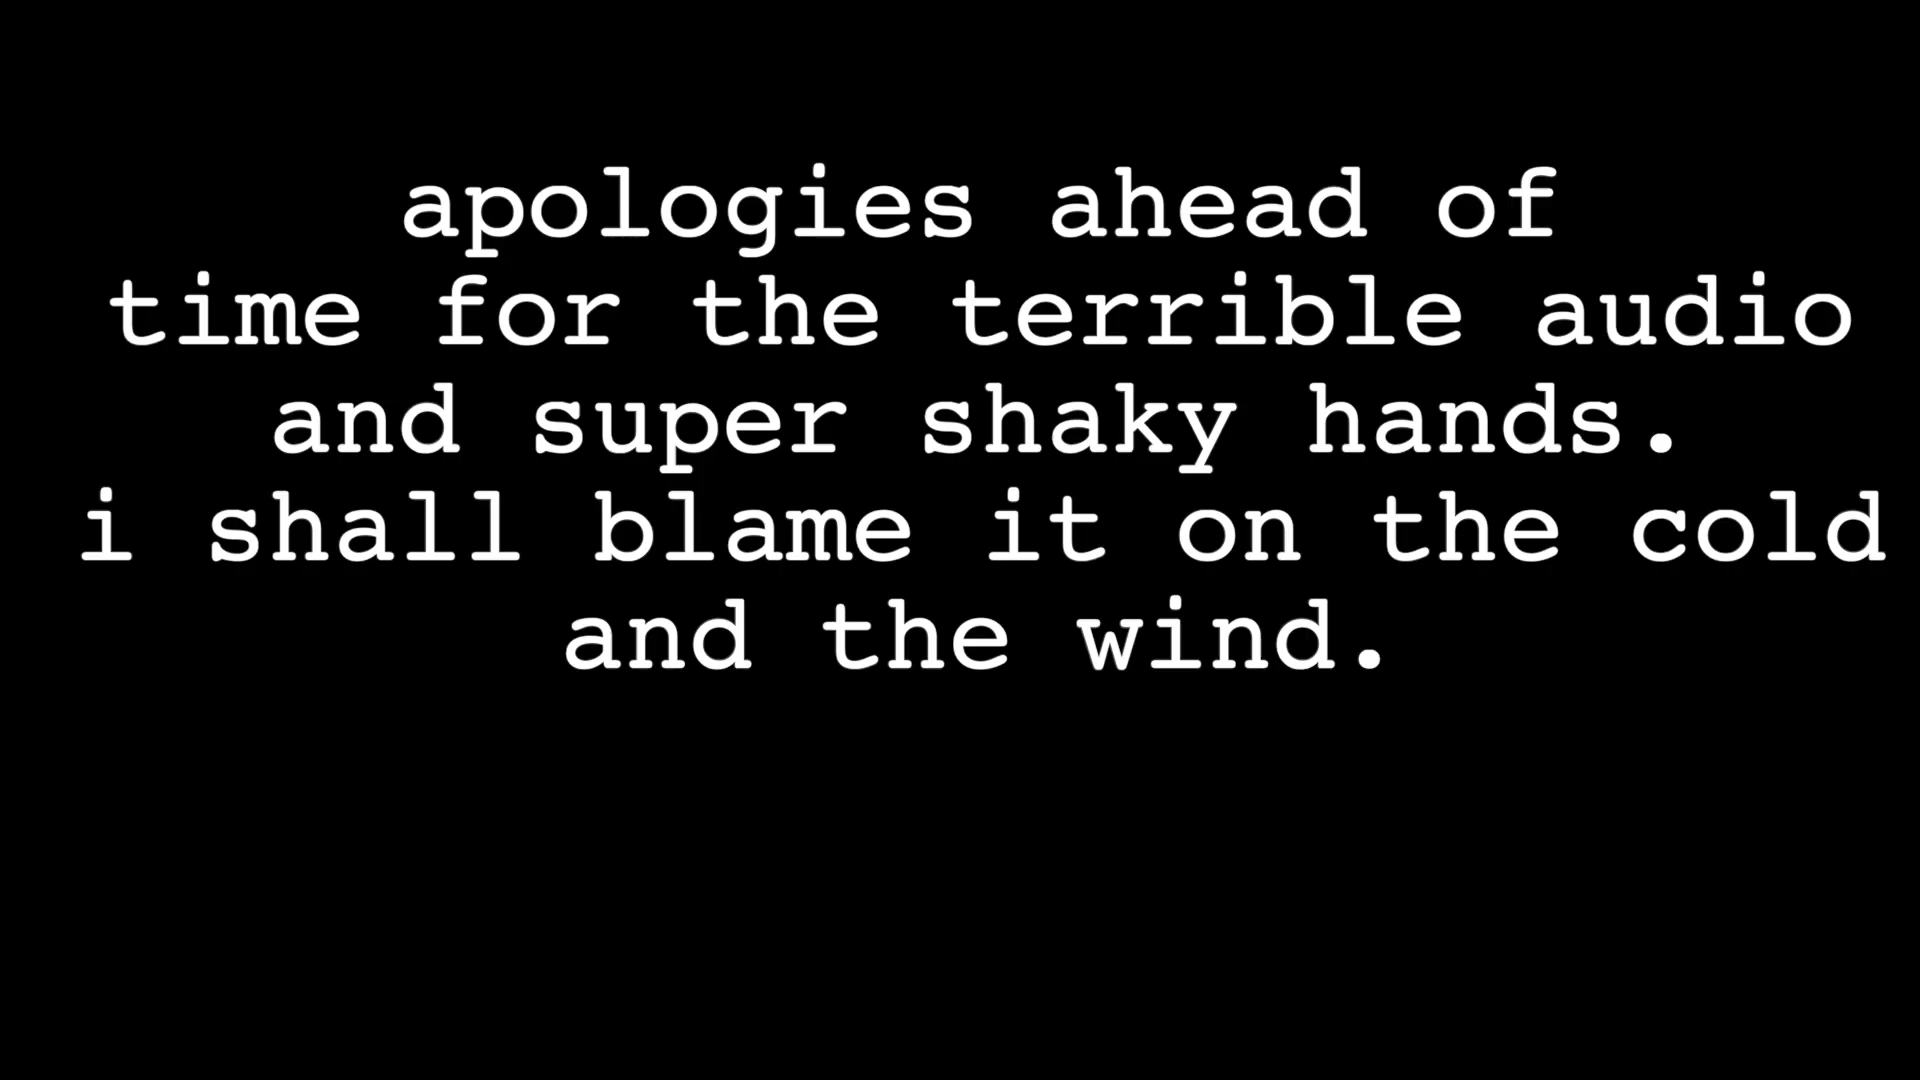 apologies ahead of
time for the terrible audio
and super shaky hands.
i shall blame it on the cold
and the wind.